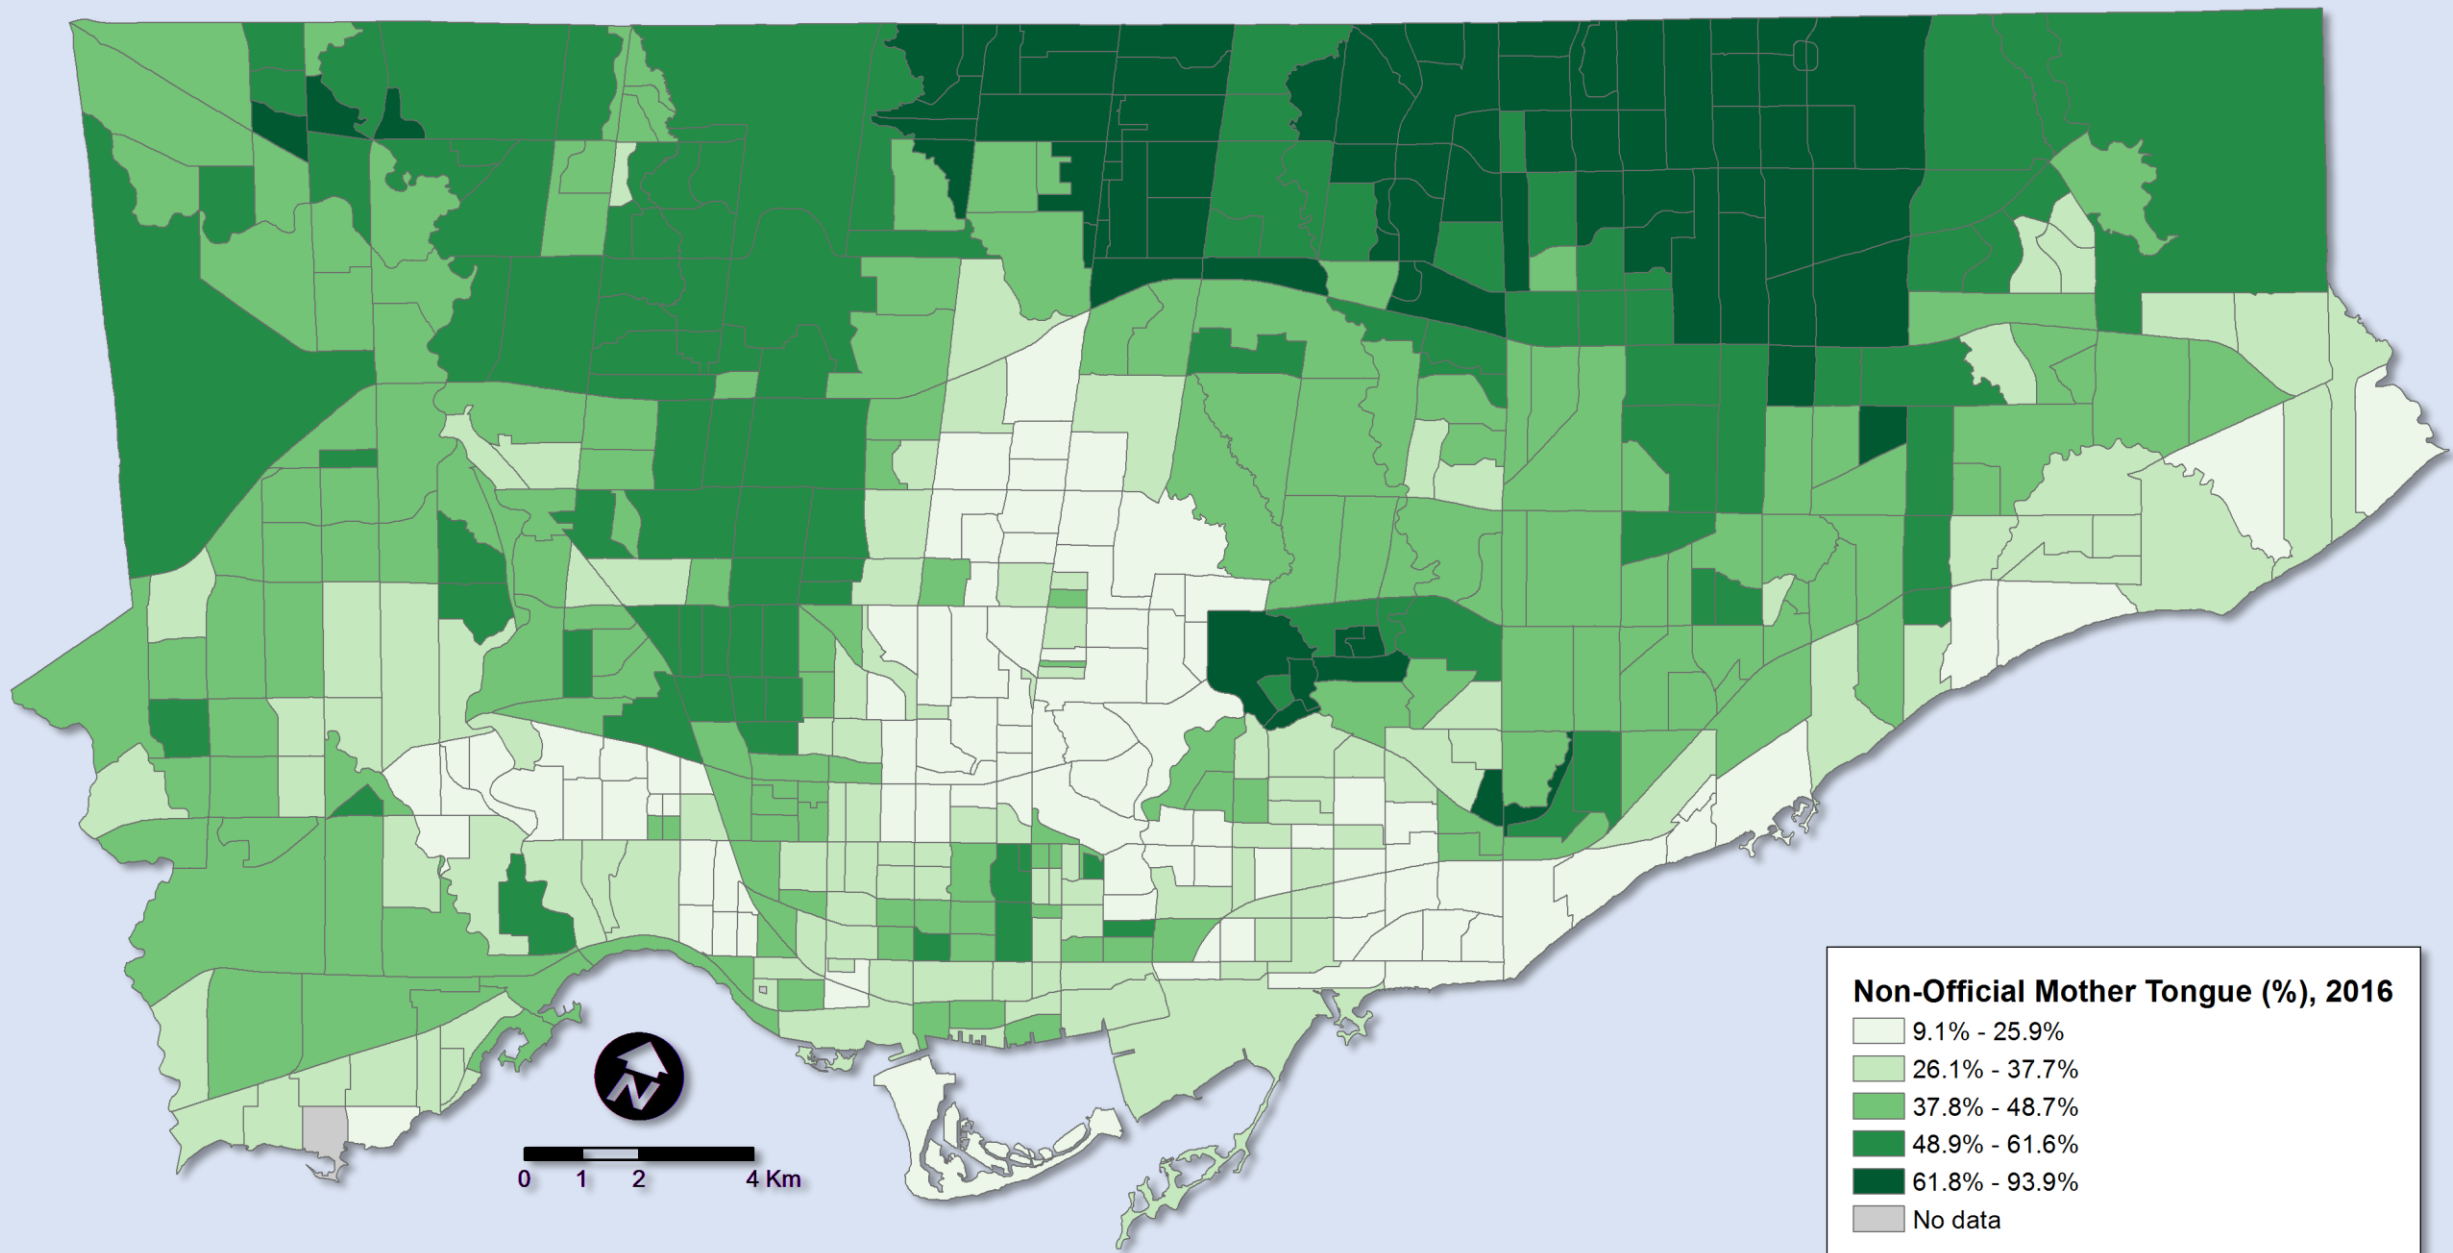 N
0 1 2 4 Km
Non-Official Mother Tongue (%), 2016
9.1% - 25.9%
26.1% - 37.7%
37.8% - 48.7%
48.9% - 61.6%
61.8% - 93.9%
No data